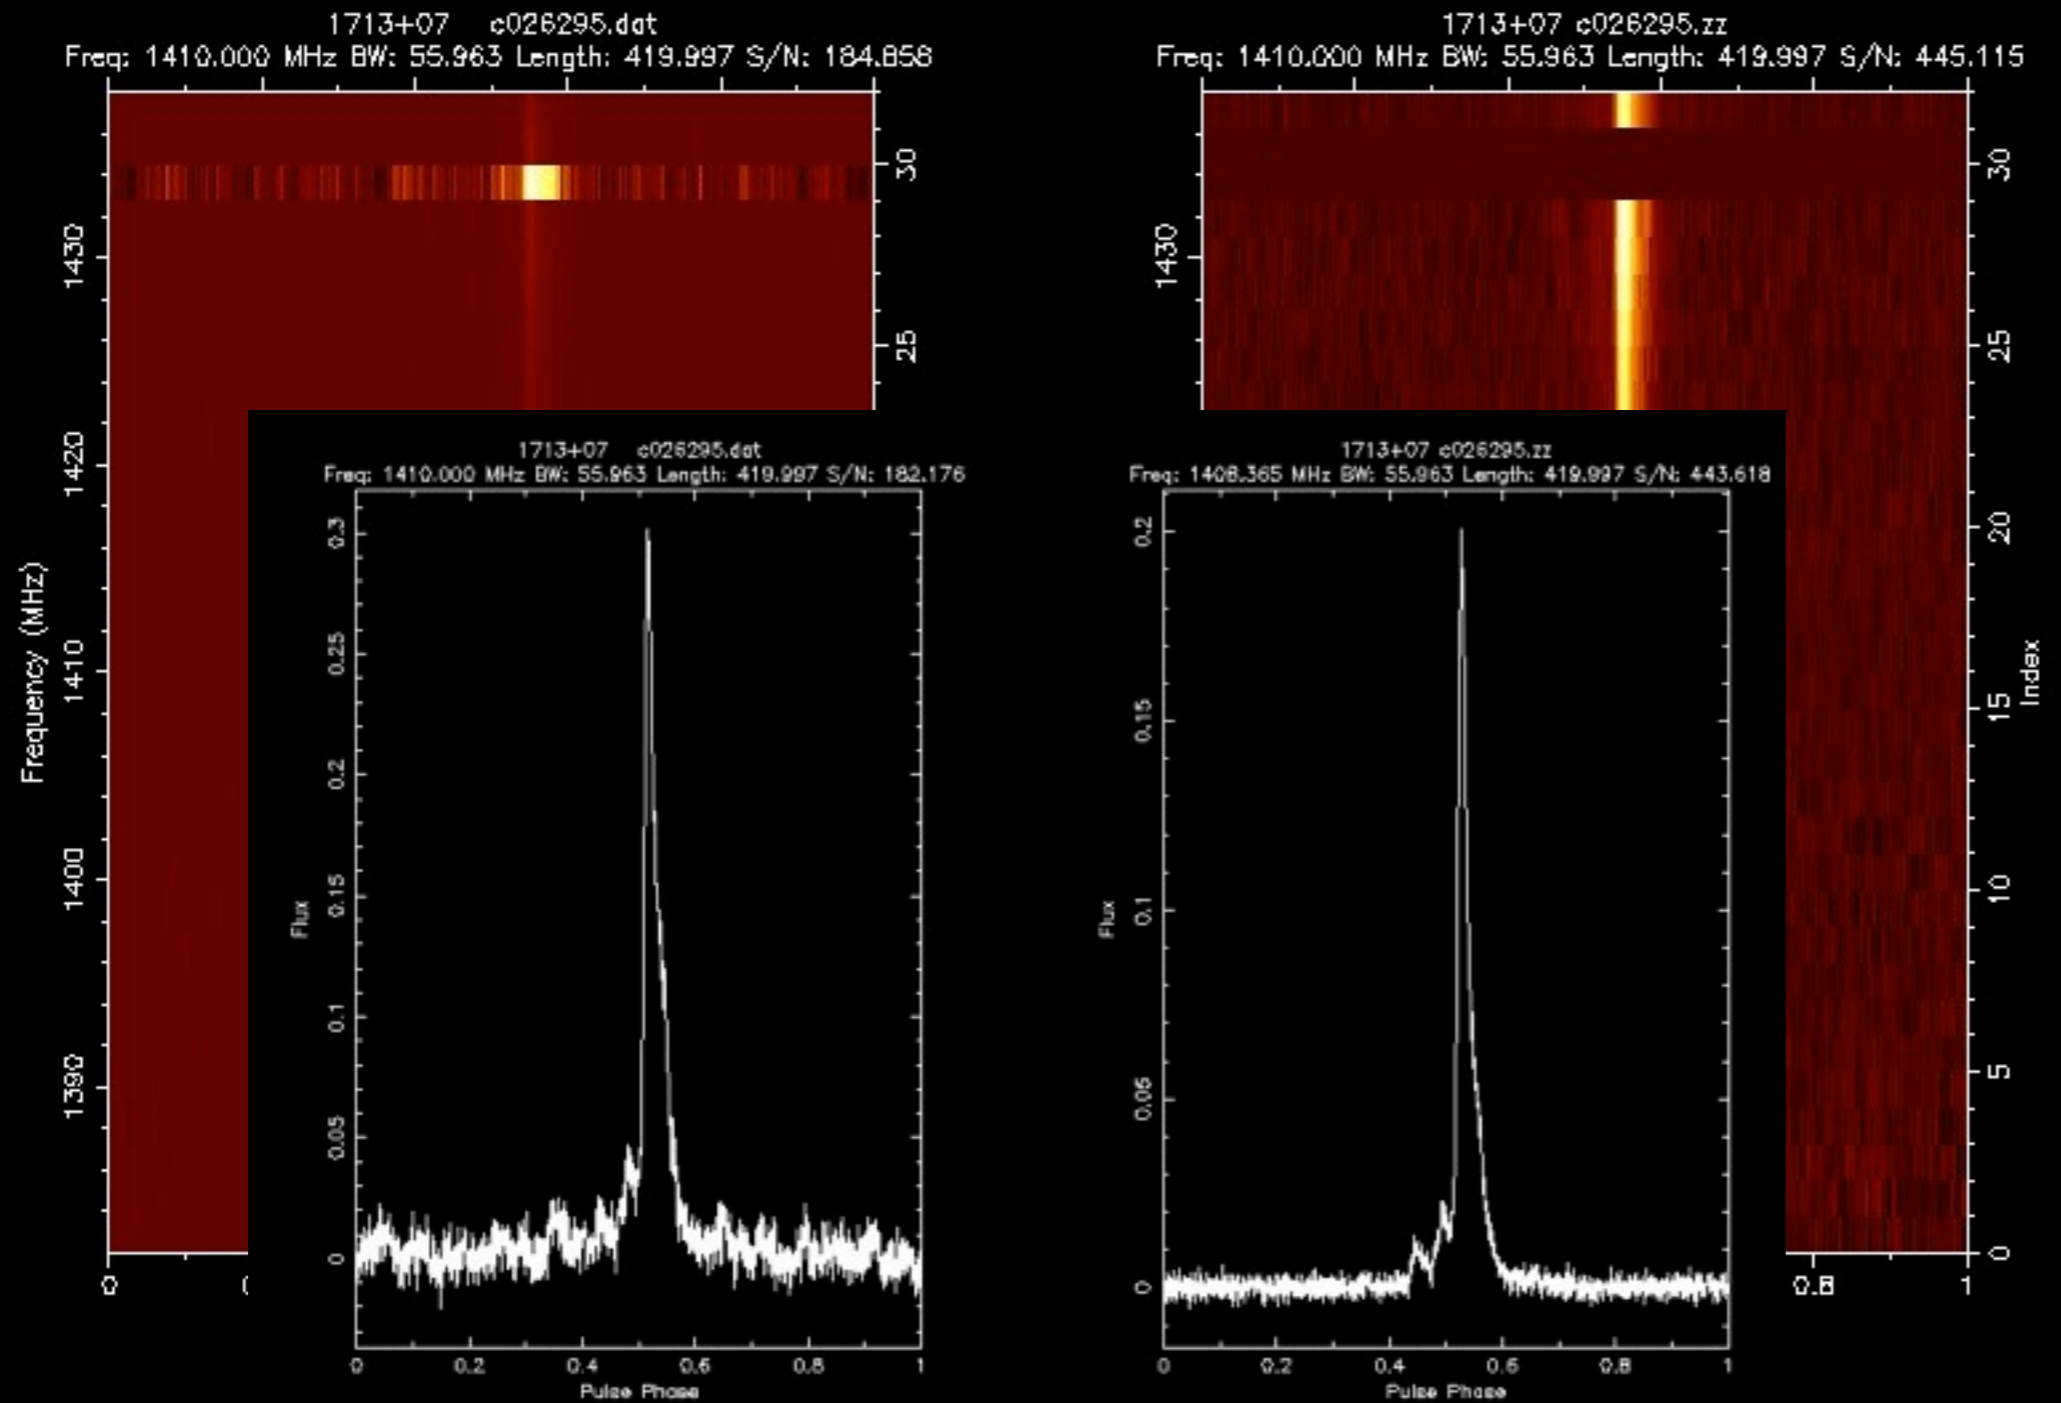 1713+07 c026295.dat
Freq: 1410.000 MHz BW: 55.963 Length: 419.997 S/N: 184.858
1713+07 c026295.zz
Freq: 1410.000 MHz BW: 55.963 Length: 419.997 S/N: 445.115
Frequency (MHz)
1430
1420
1410
1400
1390
30
25
0
1430
30
25
20
15
10
5
0
Index
0.8
1
1713+07 c026295.dat
Freq: 1410.000 MHz BW: 55.963 Length: 419.997 S/N: 182.176
Flux
0.3
0.25
0.2
0.15
0.1
0.05
0
0 0.2 0.4 0.6 0.8 1
Pulse Phase
1713+07 c026295.zz
Freq: 1408.365 MHz BW: 55.963 Length: 419.997 S/N: 443.618
Flux
0.2
0.15
0.1
0.05
0
0 0.2 0.4 0.6 0.8 1
Pulse Phase